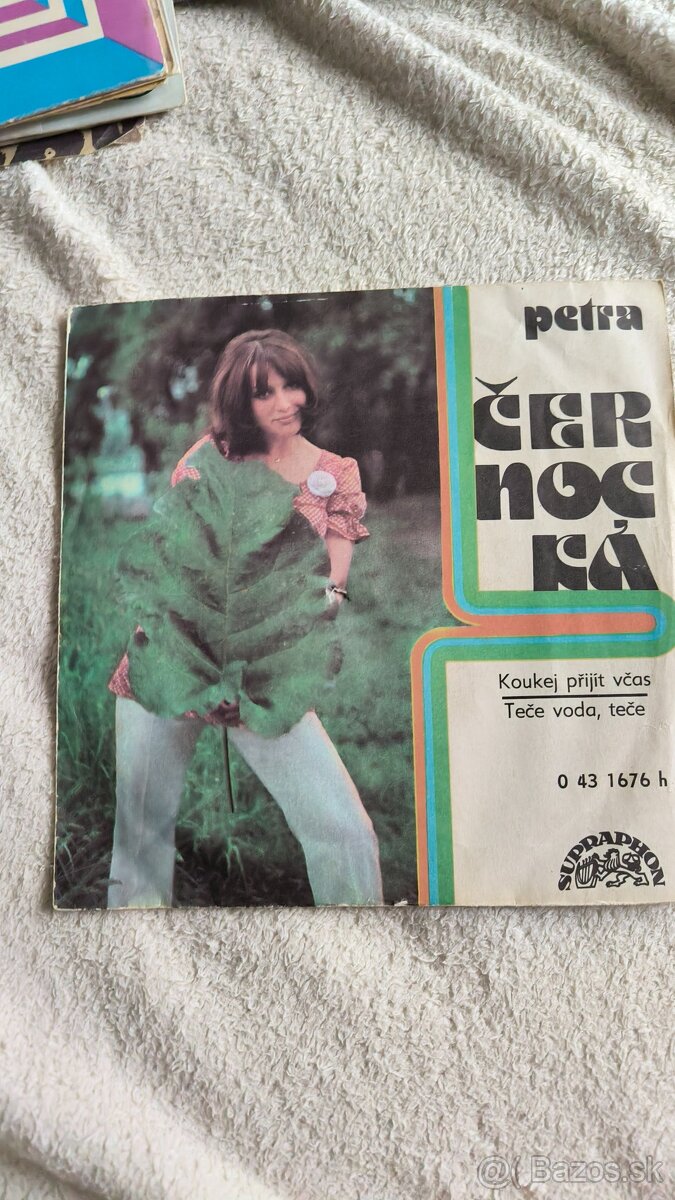 petra
ČER
NOC
KÁ
Koukej přijít včas
Teče voda, teče
0 43 1676 h
SUPRAPHON
@ Bazos.sk